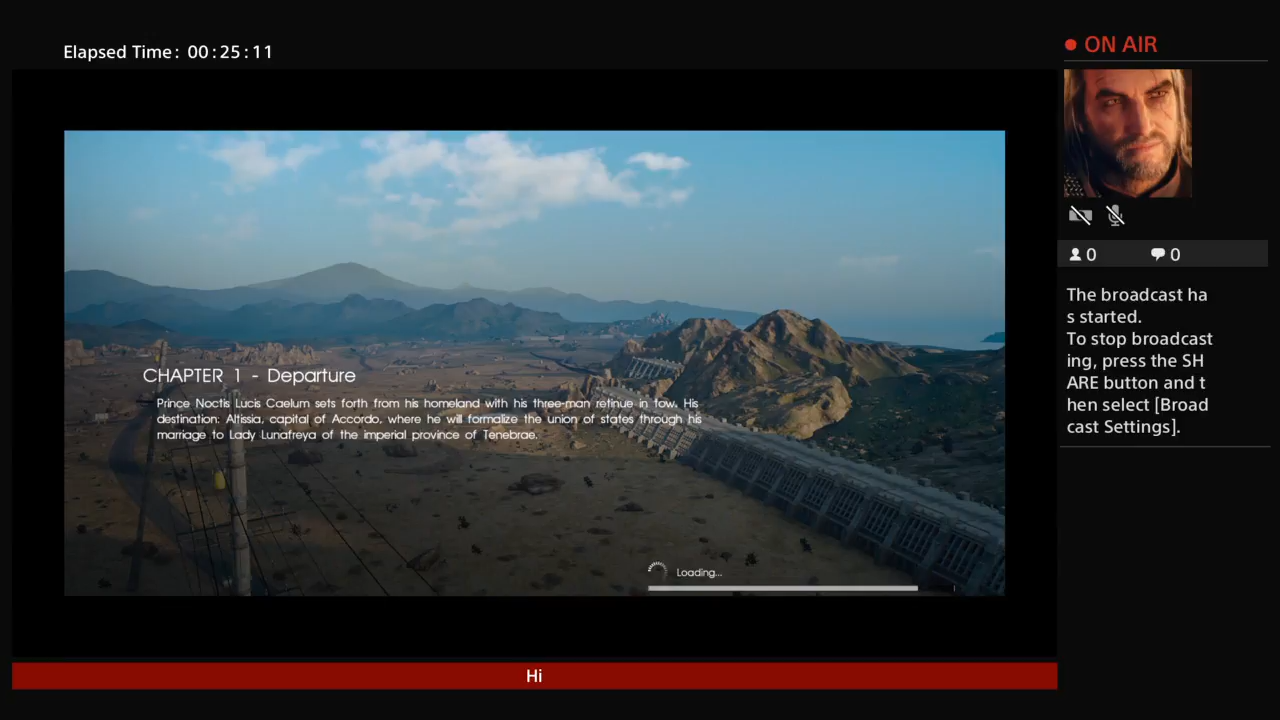 Elapsed Time: 00:25:11
ON AIR
0 0
The broadcast ha
s started.
To stop broadcast
ing, press the SH
ARE button and t
hen select [Broad
cast Settings].
CHAPTER 1 - Departure
Prince Noctis Lucis Caelum sets forth from his homeland with his three-man retinue in tow. His
destination: Altissia, capital of Accordo, where he will formalize the union of states through his
marriage to Lady Lunafreya of the imperial province of Tenebrae.
Loading...
Hi